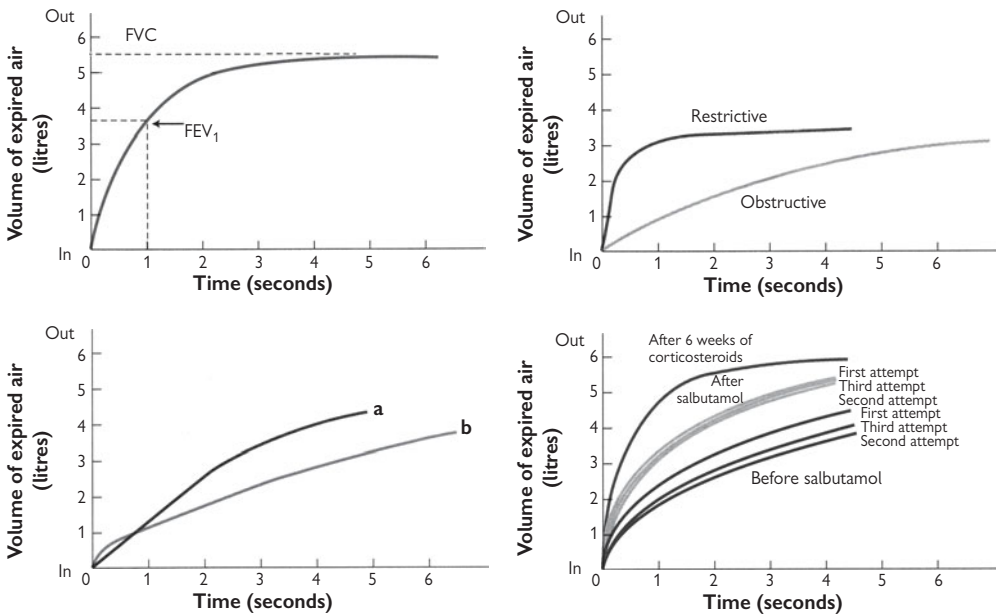 Out
6
5
4
3
2
1
In
Volume of expired air
(litres)
FVC
FEV1
0 1 2 3 4 5 6
Time (seconds)
Out
6
5
4
3
2
1
In
Volume of expired air
(litres)
Restrictive
Obstructive
0 1 2 3 4 5 6
Time (seconds)
Out
6
5
4
3
2
1
In
Volume of expired air
(litres)
a
b
0 1 2 3 4 5 6
Time (seconds)
Out
6
5
4
3
2
1
In
Volume of expired air
(litres)
After 6 weeks of
corticosteroids
After
salbutamol
First attempt
Third attempt
Second attempt
First attempt
Third attempt
Second attempt
Before salbutamol
0 1 2 3 4 5 6
Time (seconds)